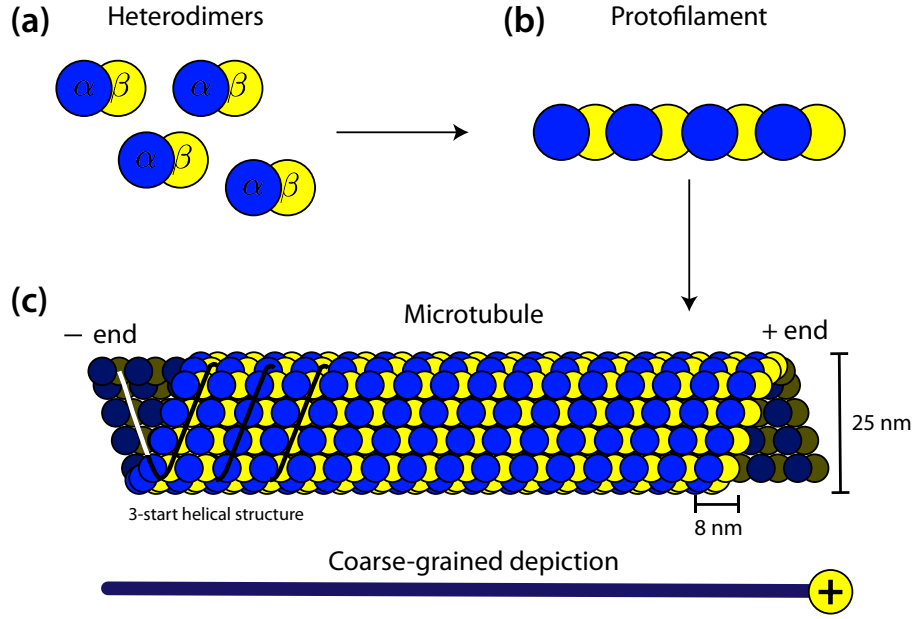 (a) Heterodimers
(b) Protofilament
α β
α β
α β
α β
(c) Microtubule
− end
+ end
25 nm
8 nm
3-start helical structure
Coarse-grained depiction
+